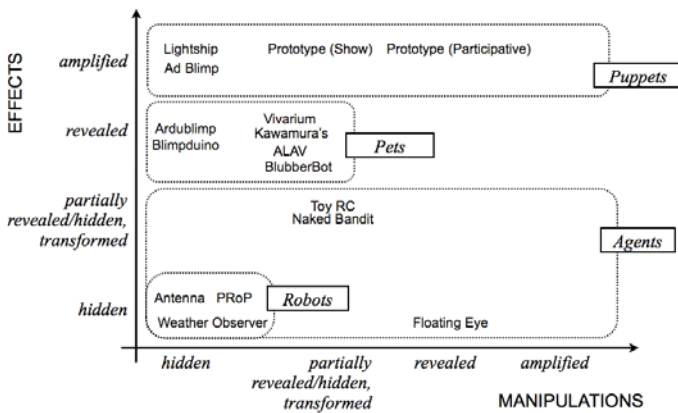 EFFECTS
amplified
Lightship
Ad Blimp
Prototype (Show)
Prototype (Participative)
Puppets
revealed
Ardublimp
Blimpduino
Vivarium
Kawamura's
ALAV
BlubberBot
Pets
partially
revealed/hidden,
transformed
Toy RC
Naked Bandit
Agents
hidden
Antenna
PRoP
Weather Observer
Robots
Floating Eye
hidden
partially
revealed/hidden,
transformed
revealed
amplified
MANIPULATIONS